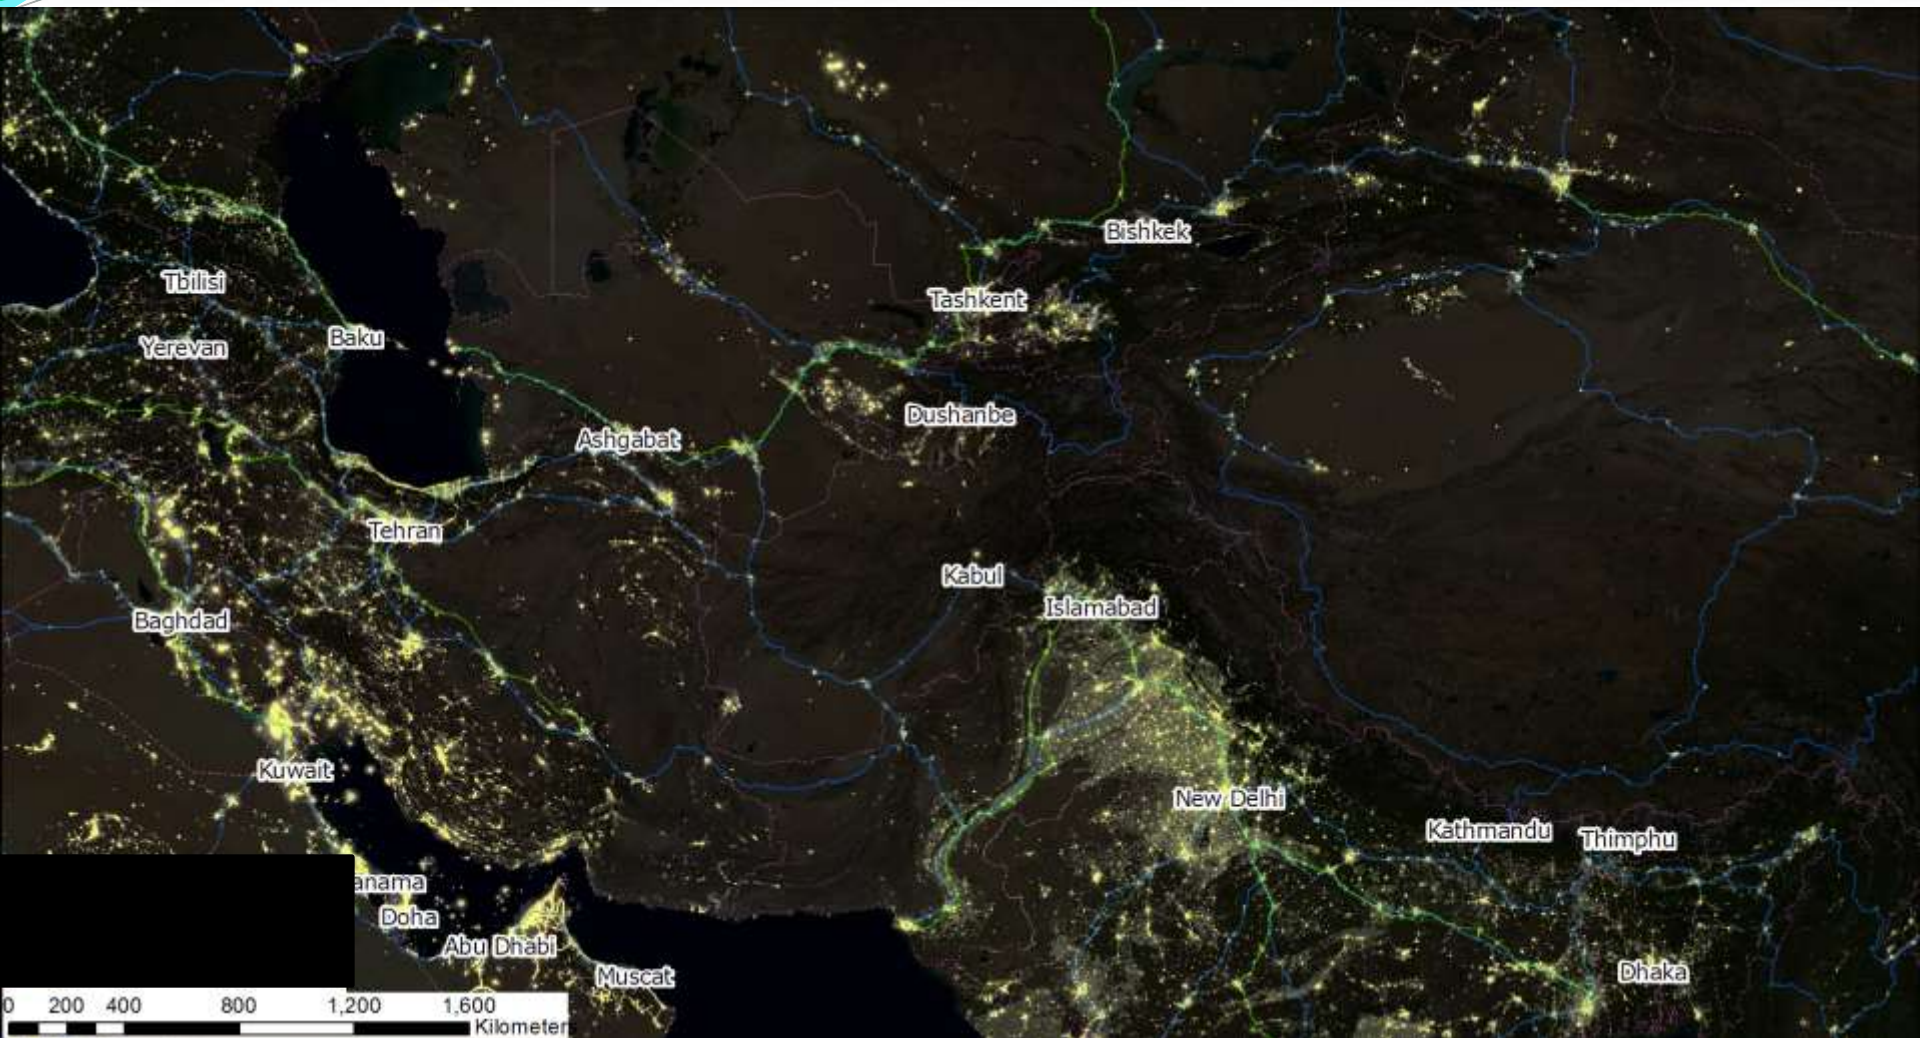 Bishkek
Tbilisi
Tashkent
Baku
Yerevan
Dushanbe
Ashgabat
Tehran
Kabul
Islamabad
Baghdad
Kuwait
New Delhi
Kathmandu
Thimphu
anama
Doha
Abu Dhabi
Muscat
Dhaka
0 200 400 800 1,200 1,600
Kilometers